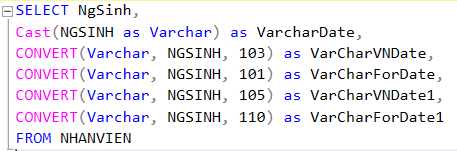 SELECT NgSinh,
Cast(NGSINH as Varchar) as VarcharDate,
CONVERT(Varchar, NGSINH, 103) as VarCharVNDate,
CONVERT(Varchar, NGSINH, 101) as VarCharForDate,
CONVERT(Varchar, NGSINH, 105) as VarCharVNDate1,
CONVERT(Varchar, NGSINH, 110) as VarCharForDate1
FROM NHANVIEN